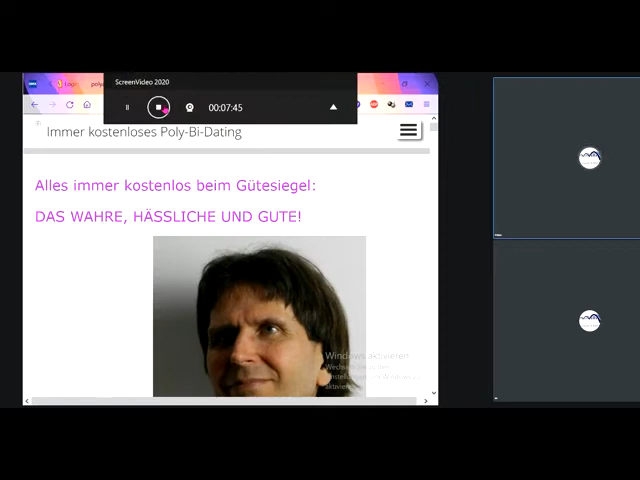 ScreenVideo 2020
00:07:45
Immer kostenloses Poly-Bi-Dating
Alles immer kostenlos beim Gütesiegel:
DAS WAHRE, HÄSSLICHE UND GUTE!
Windows aktivieren
aktivieren